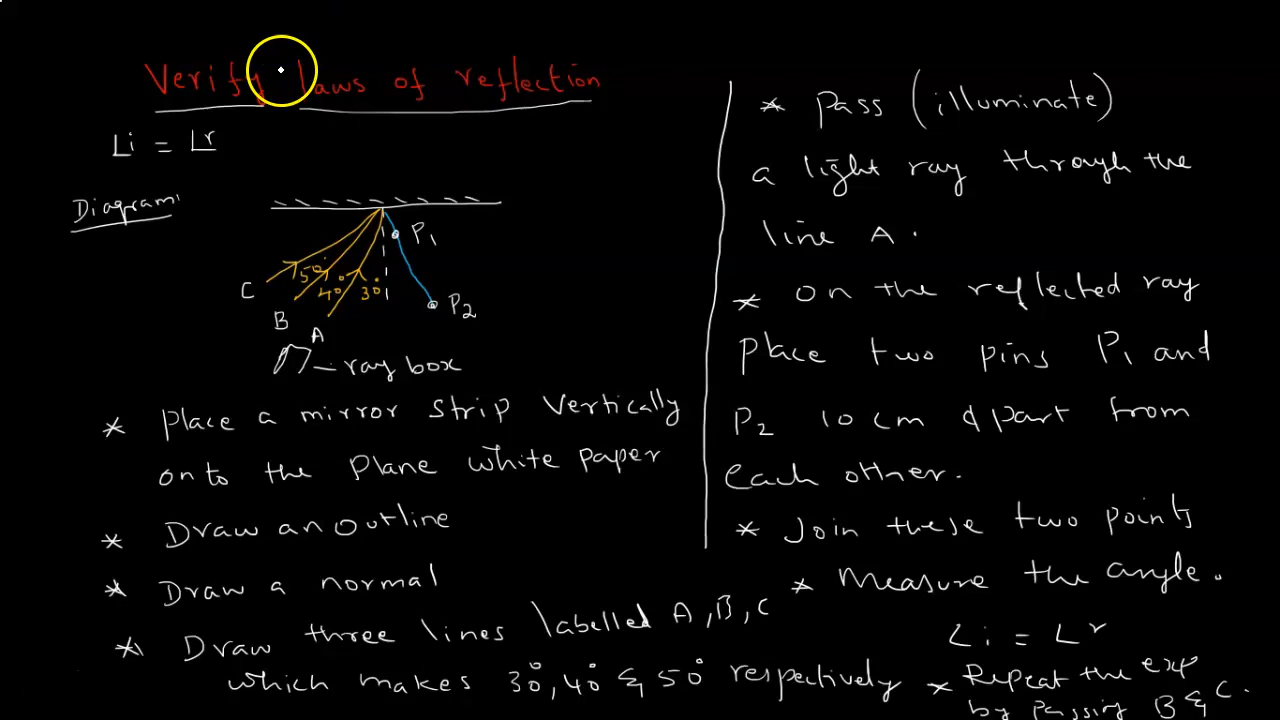 Verify laws of reflection
Li = Lr
Diagram:
P1
50°
40°
30°
C
B
A
P2
ray box
* Place a mirror strip vertically
onto the plane white paper
* Draw an outline
* Draw a normal
* Draw three lines labelled A, B, C
which makes 30°, 40° & 50° respectively
* Pass (illuminate)
a light ray through the
line A.
* On the reflected ray
place two pins P1 and
P2 10 cm apart from
each other.
* Join these two points
* Measure the angle.
Li = Lr
* Repeat the exp
by passing B & C.